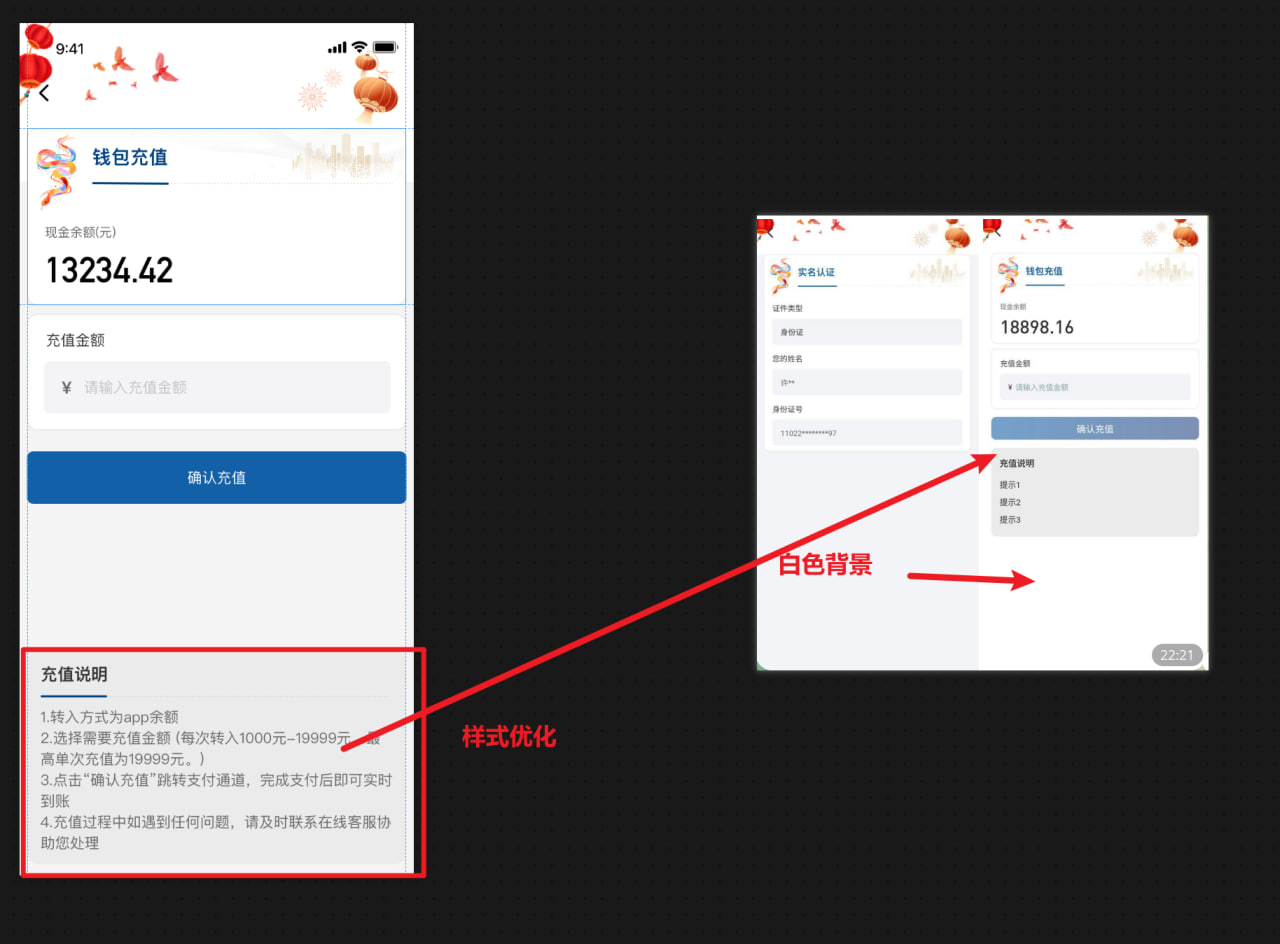 9:41
钱包充值
现金余额(元)
13234.42
充值金额
¥ 请输入充值金额
确认充值
充值说明
1.转入方式为app余额
2.选择需要充值金额 (每次转入1000元–19999元 最
高单次充值为19999元。)
3.点击“确认充值”跳转支付通道，完成支付后即可实时
到账
4.充值过程中如遇到任何问题，请及时联系在线客服协
助您处理
样式优化
实名认证
证件类型
身份证
您的姓名
许**
身份证号
11022********97
钱包充值
现金余额
18898.16
充值金额
¥ 请输入充值金额
确认充值
充值说明
提示1
提示2
提示3
白色背景
22:21